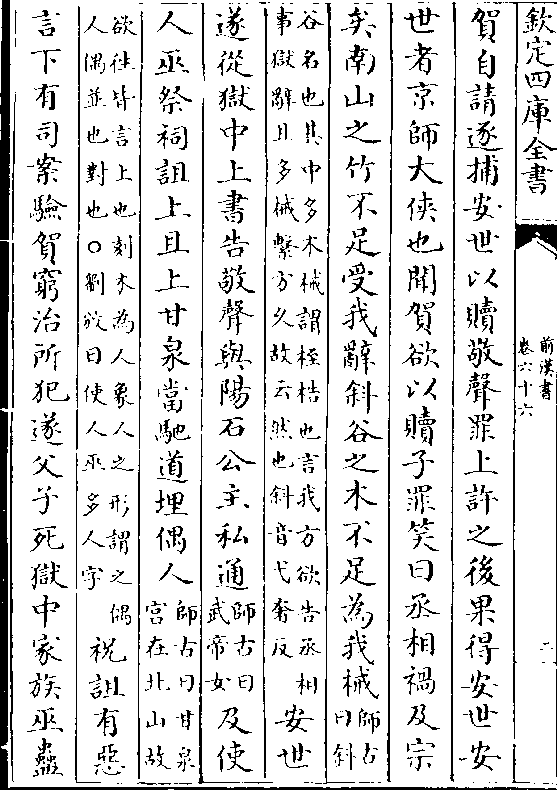 欽定四庫全書
前漢書
卷六十六
二
賀自請逐捕安世以贖敬聲罪上許之後果得安世安
世者京師大俠也聞賀欲以贖子罪笑曰丞相禍及宗
矣南山之竹不足受我辭斜谷之木不足為我械師古曰斜
谷名也其中多木械謂桎梏也言我方欲告丞相事獄辭且多械繫方久故云然也斜音弋奢反安世
遂從獄中上書告敬聲與陽石公主私通師古曰武帝女及使
人巫祭祠詛上且上甘泉當馳道埋偶人師古曰甘泉宫在北山故
欲往皆言上也刻木為人象人之形謂之偶人偶並也對也○劉攽曰使人巫多人字祝詛有惡
言下有司案驗賀窮治所犯遂父子死獄中家族巫蠱